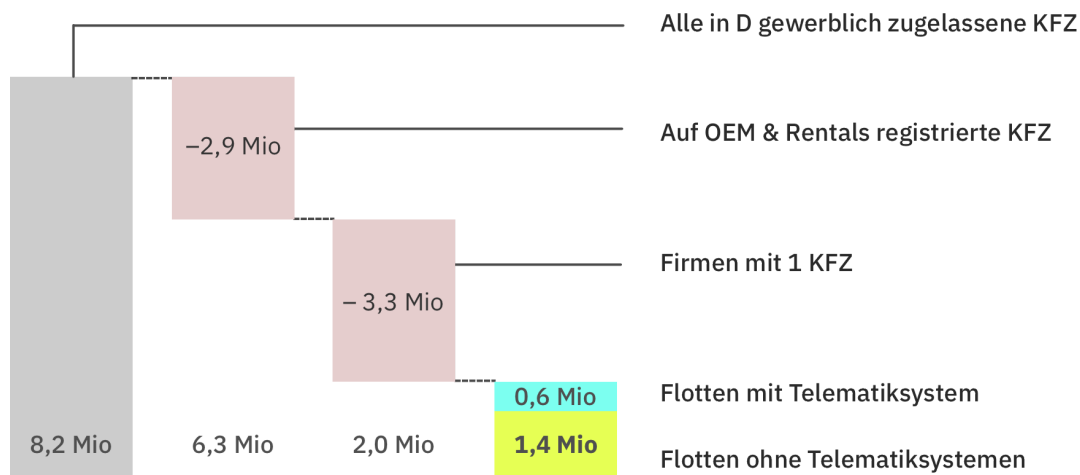 Alle in D gewerblich zugelassene KFZ
–2,9 Mio
Auf OEM & Rentals registrierte KFZ
– 3,3 Mio
Firmen mit 1 KFZ
0,6 Mio
Flotten mit Telematiksystem
8,2 Mio
6,3 Mio
2,0 Mio
1,4 Mio
Flotten ohne Telematiksystemen